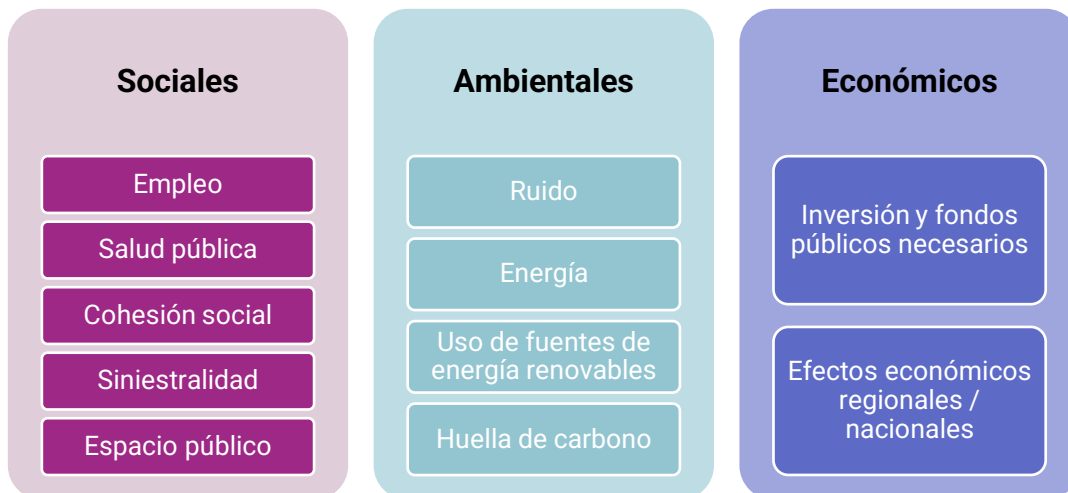 Sociales
Empleo
Salud pública
Cohesión social
Siniestralidad
Espacio público
Ambientales
Ruido
Energía
Uso de fuentes de
energía renovables
Huella de carbono
Económicos
Inversión y fondos
públicos necesarios
Efectos económicos
regionales /
nacionales